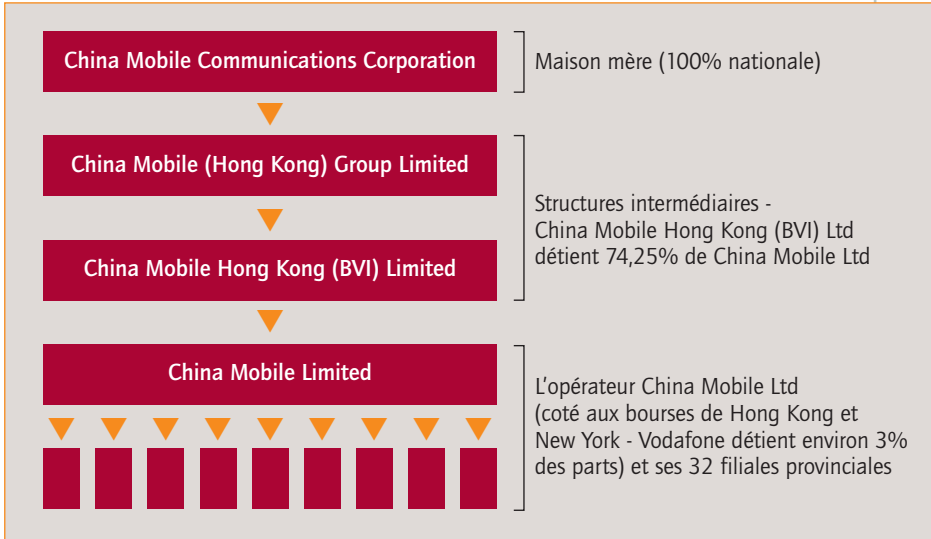 China Mobile Communications Corporation
Maison mère (100% nationale)
China Mobile (Hong Kong) Group Limited
China Mobile Hong Kong (BVI) Limited
Structures intermédiaires -
China Mobile Hong Kong (BVI) Ltd
détient 74,25% de China Mobile Ltd
China Mobile Limited
L'opérateur China Mobile Ltd
(coté aux bourses de Hong Kong et
New York - Vodafone détient environ 3%
des parts) et ses 32 filiales provinciales